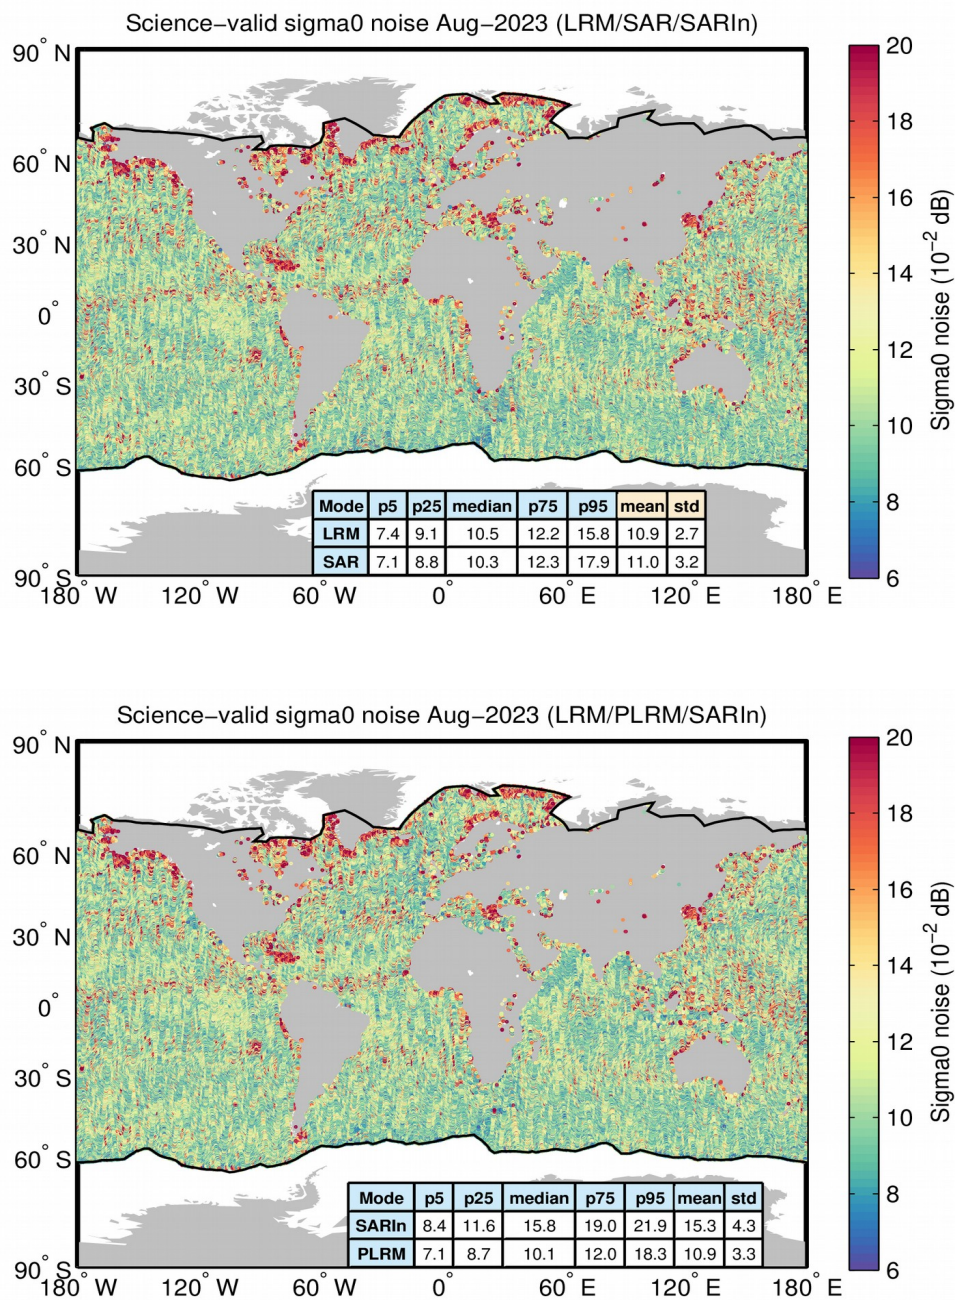 Science−valid sigma0 noise Aug−2023 (LRM/SAR/SARIn)
90° N
60° N
30° N
0°
30° S
60° S
90° S
180° W 120° W 60° W 0° 60° E 120° E 180° E
Mode p5 p25 median p75 p95 mean std
LRM 7.4 9.1 10.5 12.2 15.8 10.9 2.7
SAR 7.1 8.8 10.3 12.3 17.9 11.0 3.2
20
18
16
14
12
10
8
6
Sigma0 noise (10−2 dB)
Science−valid sigma0 noise Aug−2023 (LRM/PLRM/SARIn)
90° N
60° N
30° N
0°
30° S
60° S
90° S
180° W 120° W 60° W 0° 60° E 120° E 180° E
Mode p5 p25 median p75 p95 mean std
SARIn 8.4 11.6 15.8 19.0 21.9 15.3 4.3
PLRM 7.1 8.7 10.1 12.0 18.3 10.9 3.3
20
18
16
14
12
10
8
6
Sigma0 noise (10−2 dB)